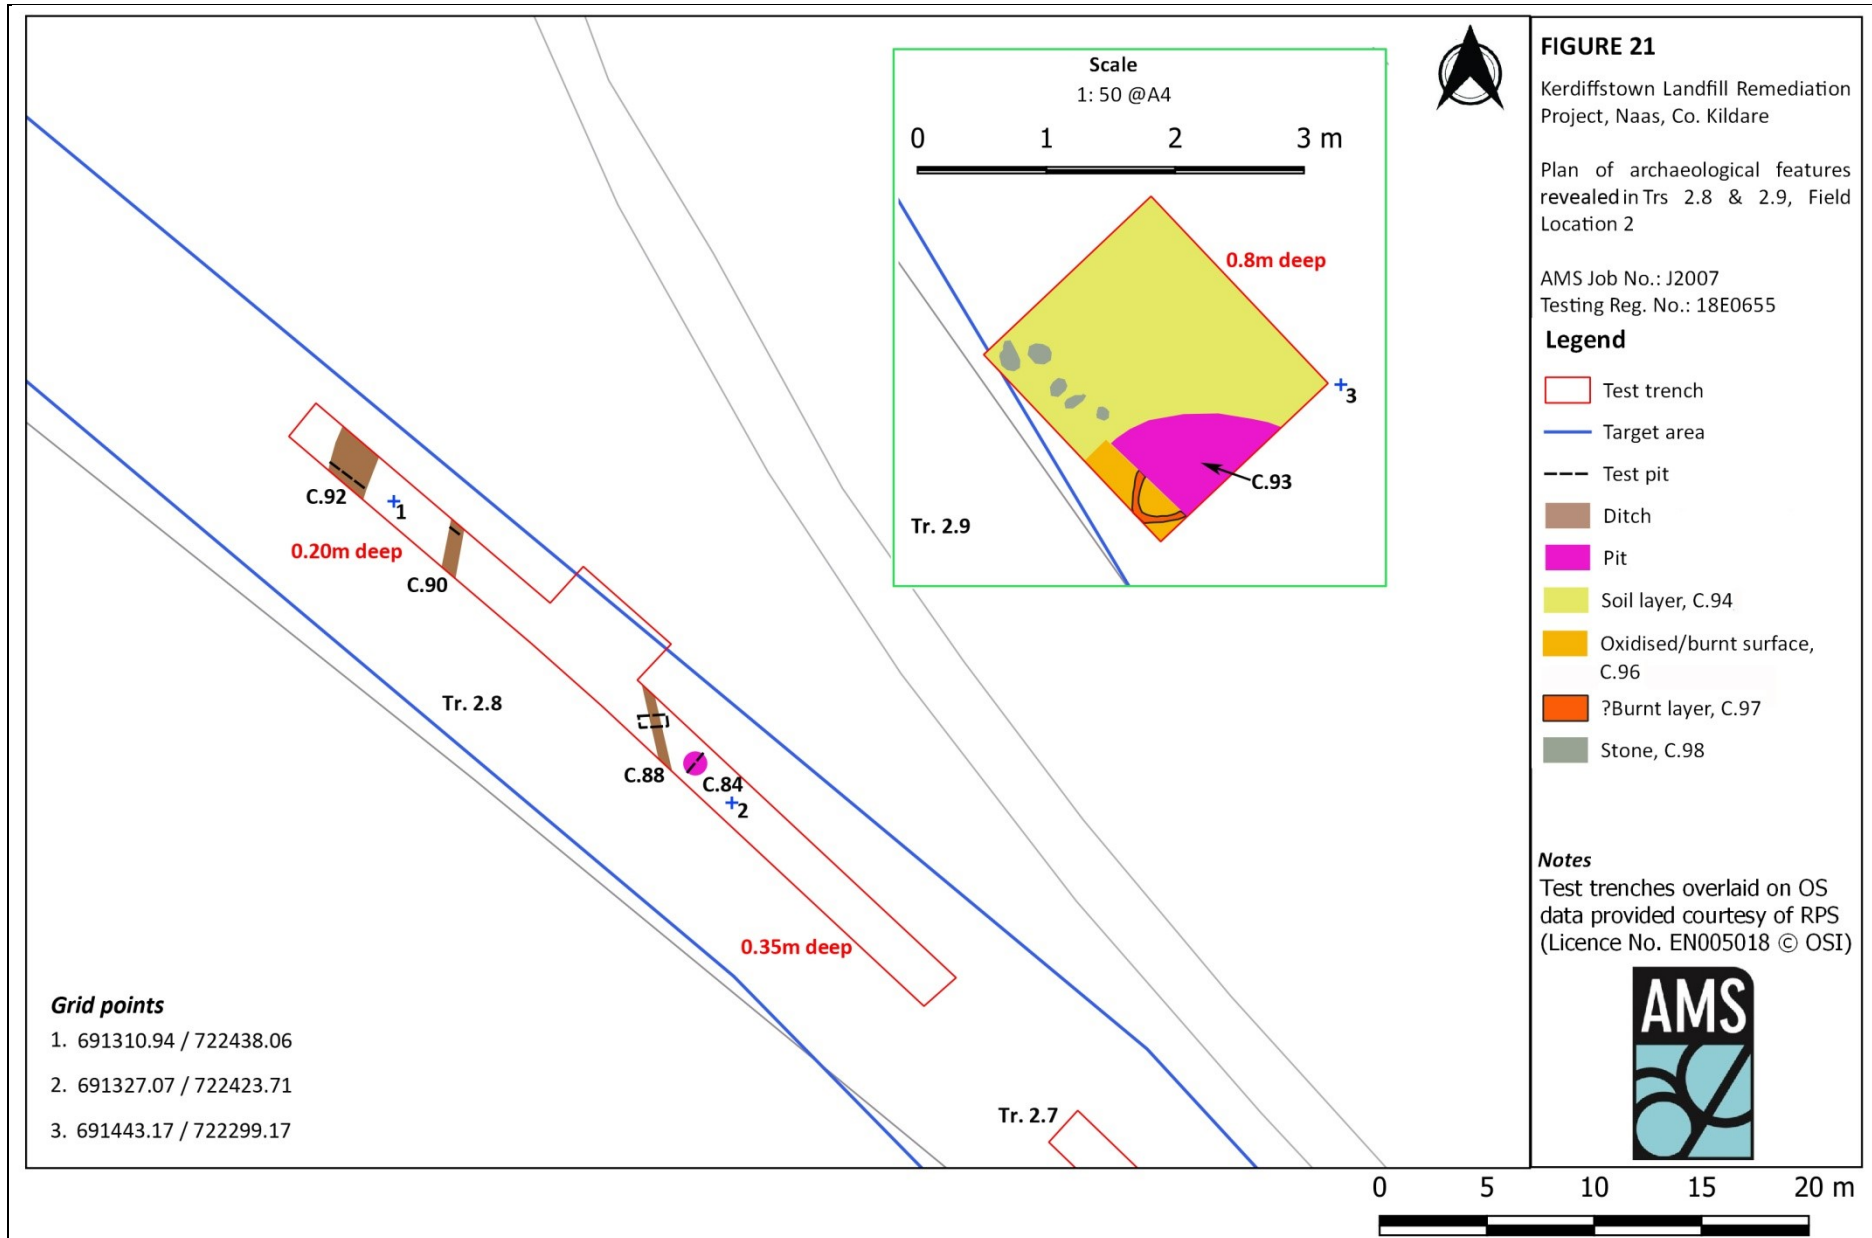 Scale
1: 50 @A4
0 1 2 3 m
0.8m deep
3
C.93
Tr. 2.9
C.92
1
0.20m deep
C.90
Tr. 2.8
C.88
C.84
2
0.35m deep
Tr. 2.7
Grid points
1. 691310.94 / 722438.06
2. 691327.07 / 722423.71
3. 691443.17 / 722299.17
FIGURE 21
Kerdiffstown Landfill Remediation
Project, Naas, Co. Kildare
Plan of archaeological features
revealed in Trs 2.8 & 2.9, Field
Location 2
AMS Job No.: J2007
Testing Reg. No.: 18E0655
Legend
Test trench
Target area
Test pit
Ditch
Pit
Soil layer, C.94
Oxidised/burnt surface,
C.96
?Burnt layer, C.97
Stone, C.98
Notes
Test trenches overlaid on OS
data provided courtesy of RPS
(Licence No. EN005018 © OSI)
AMS
0 5 10 15 20 m